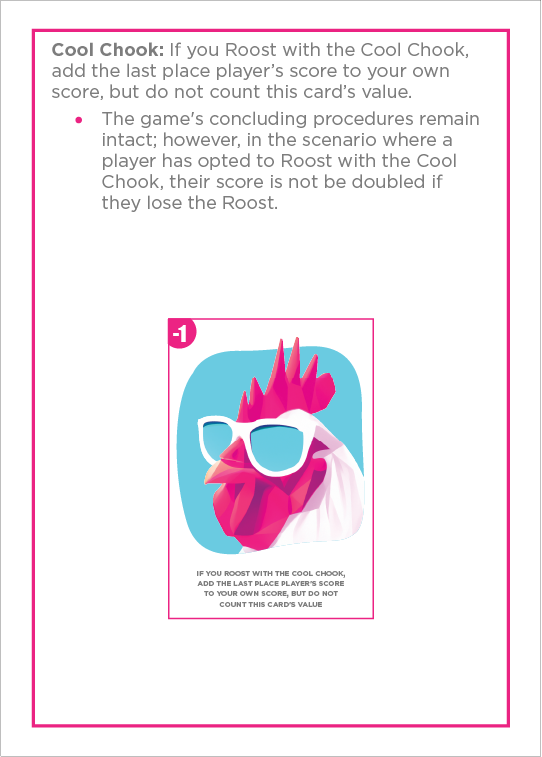 Cool Chook: If you Roost with the Cool Chook,
add the last place player’s score to your own
score, but do not count this card’s value.
• The game's concluding procedures remain
intact; however, in the scenario where a
player has opted to Roost with the Cool
Chook, their score is not be doubled if
they lose the Roost.
-1
IF YOU ROOST WITH THE COOL CHOOK,
ADD THE LAST PLACE PLAYER'S SCORE
TO YOUR OWN SCORE, BUT DO NOT
COUNT THIS CARD'S VALUE